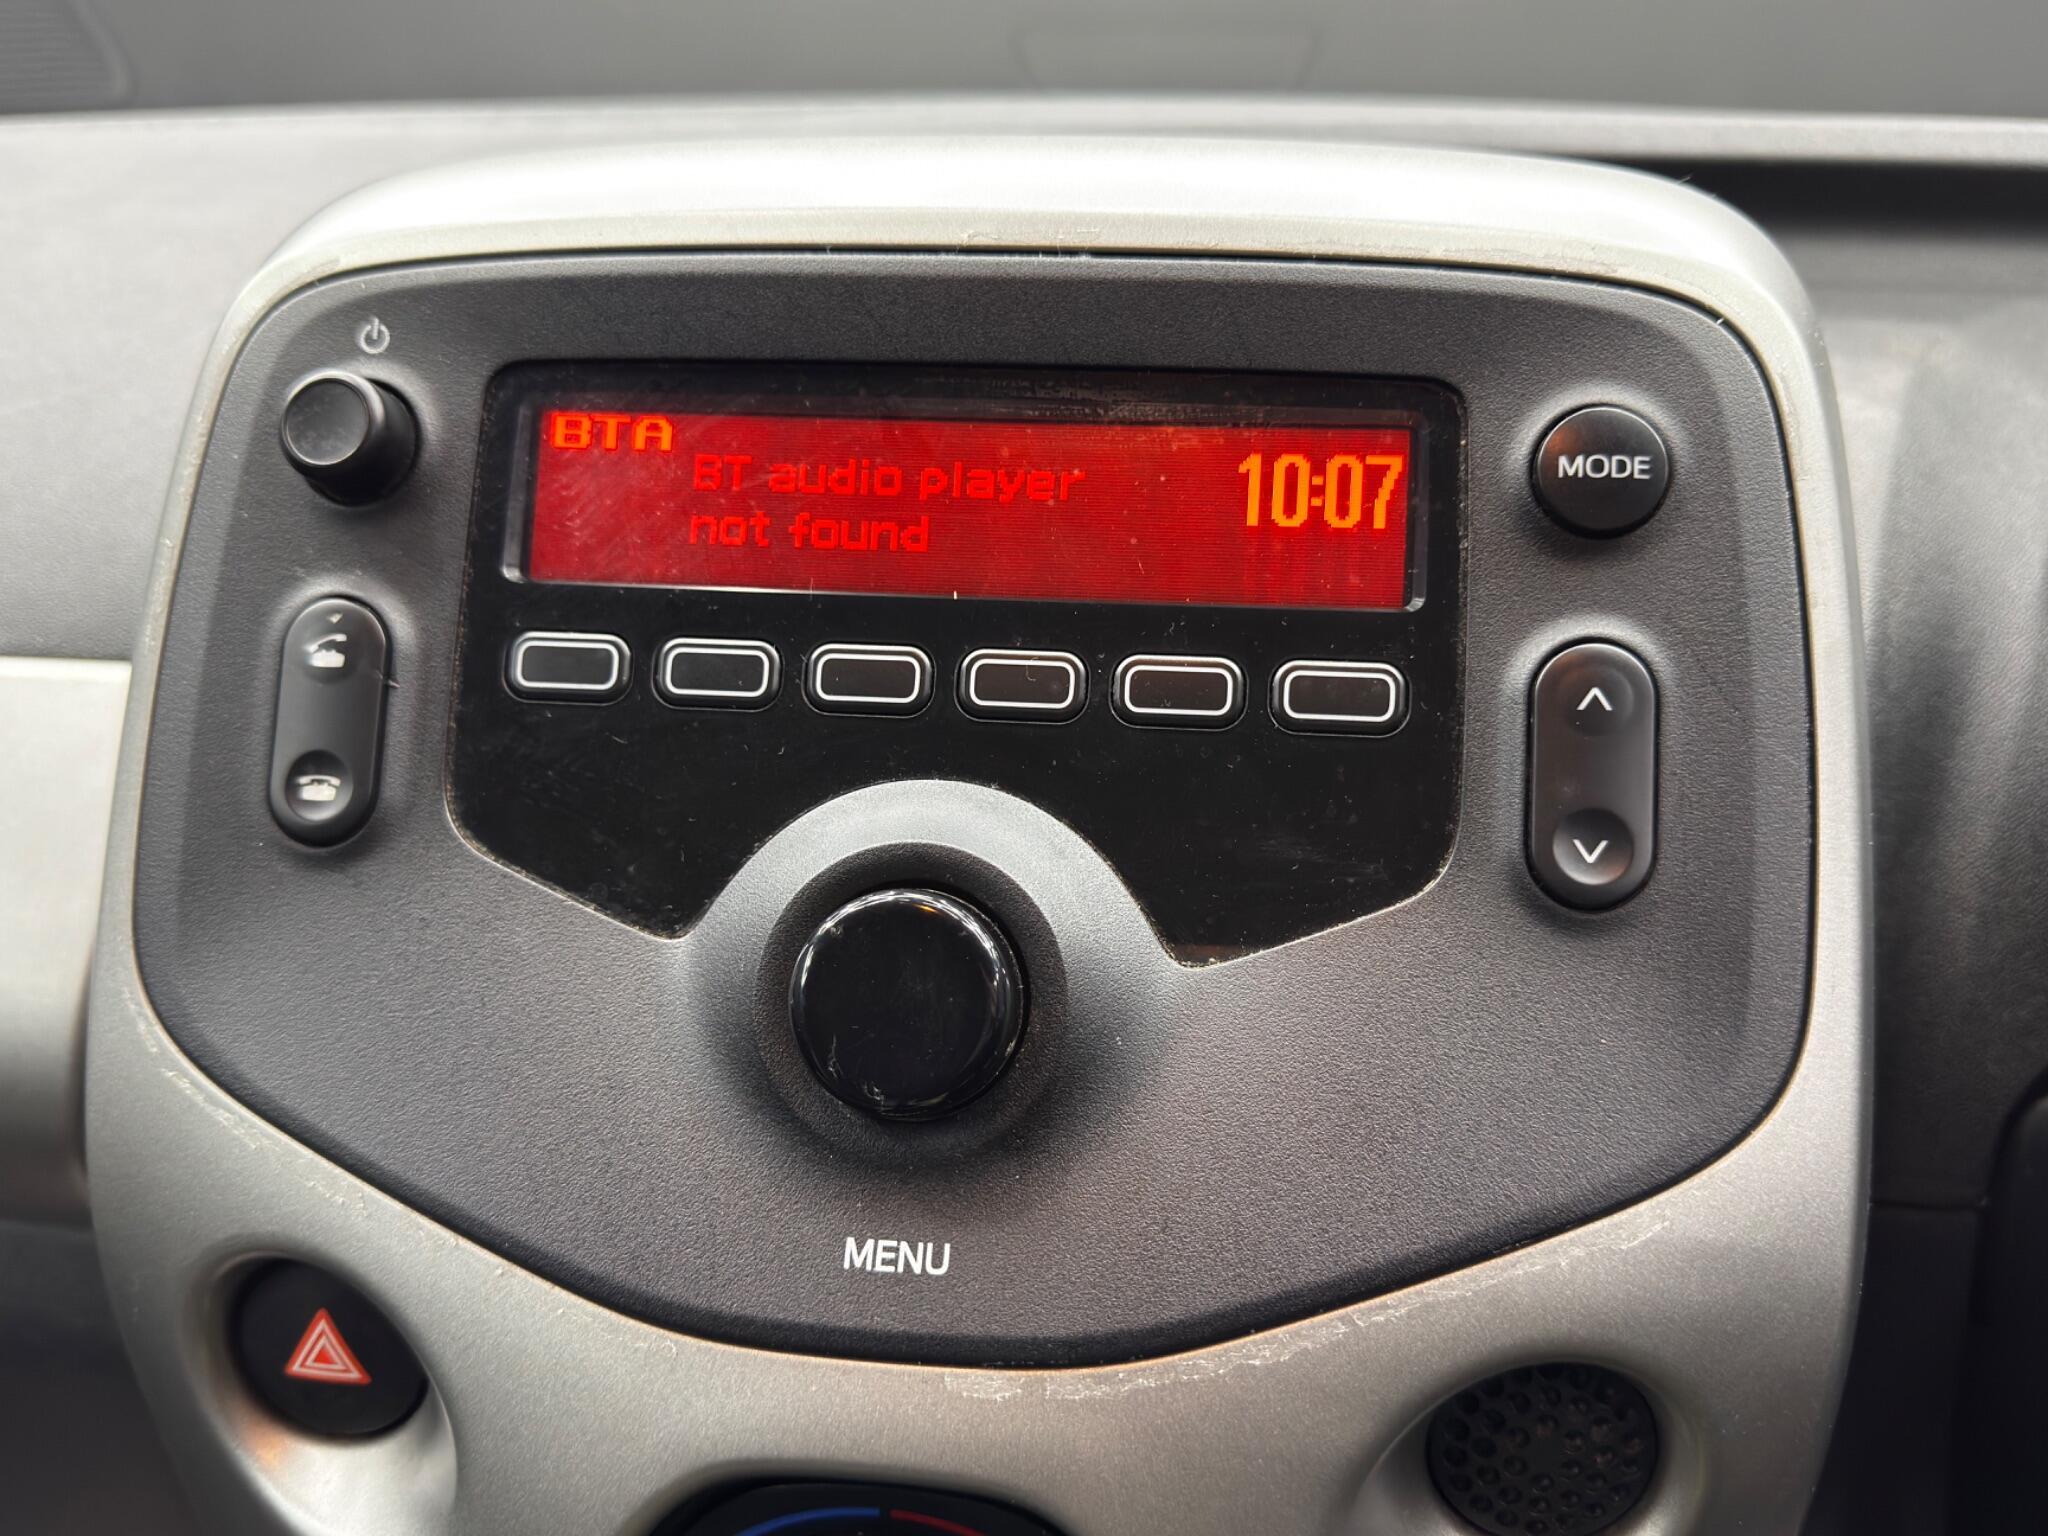 BTA
BT audio player
not found
10:07
MODE
MENU